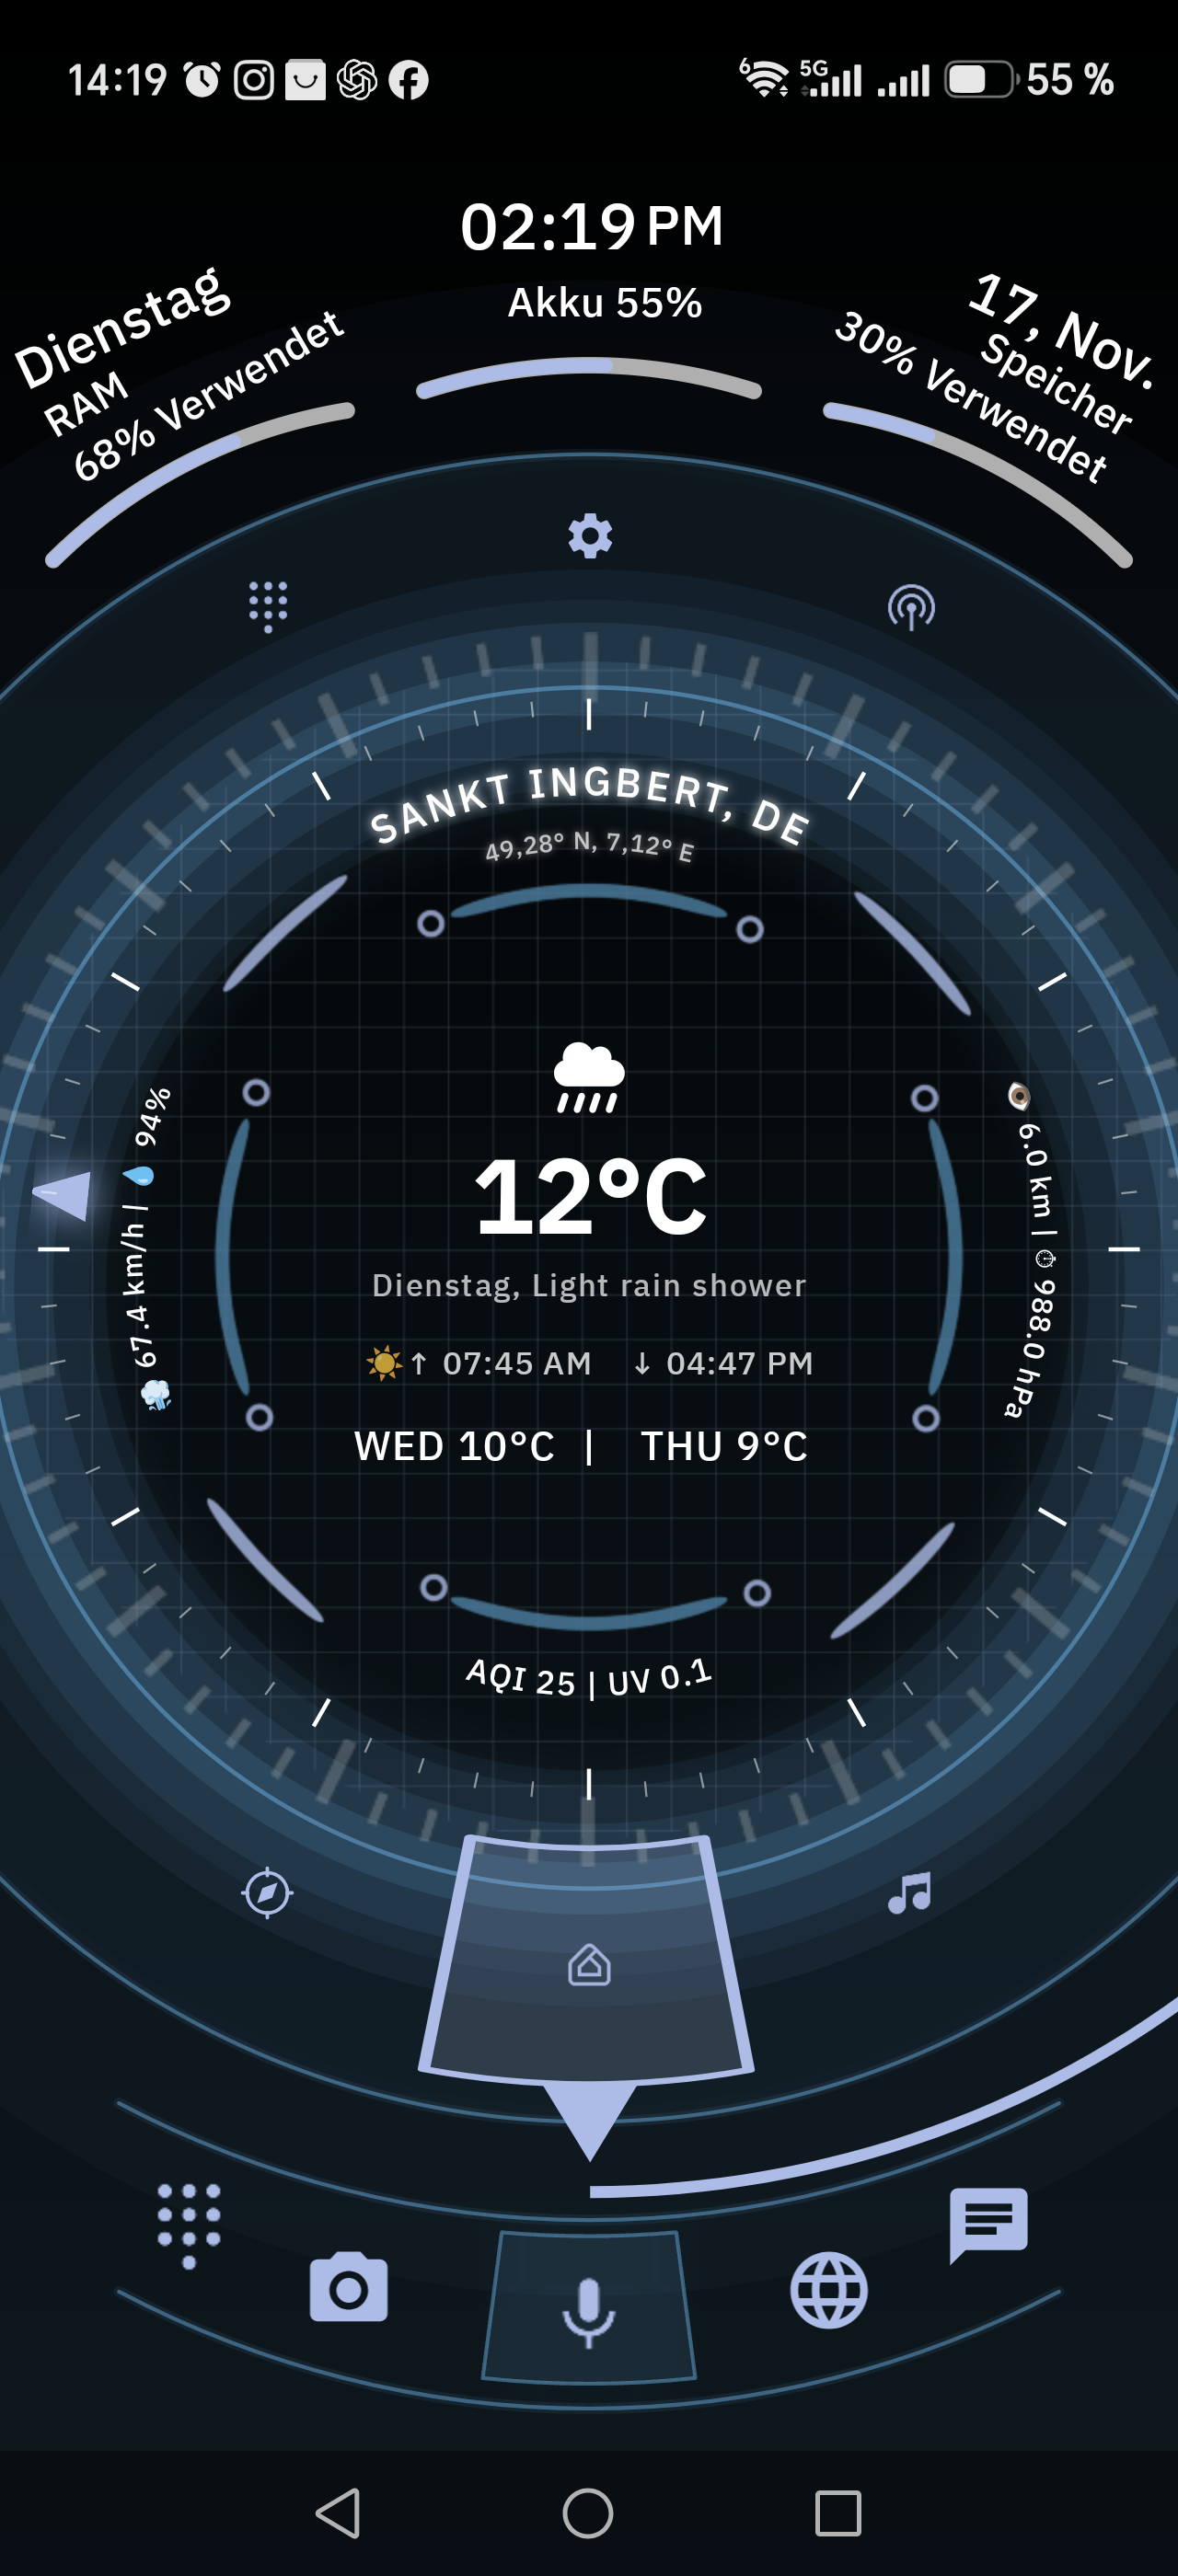 14:19
6
5G
55 %
02:19 PM
Akku 55%
Dienstag
RAM
68% Verwendet
17, Nov.
Speicher
30% Verwendet
SANKT INGBERT, DE
49,28° N, 7,12° E
💨 67.4 km/h | 💧 94%
👁 6.0 km | ⏱ 988.0 hPa
12°C
Dienstag, Light rain shower
☀️↑ 07:45 AM ↓ 04:47 PM
WED 10°C | THU 9°C
AQI 25 | UV 0.1